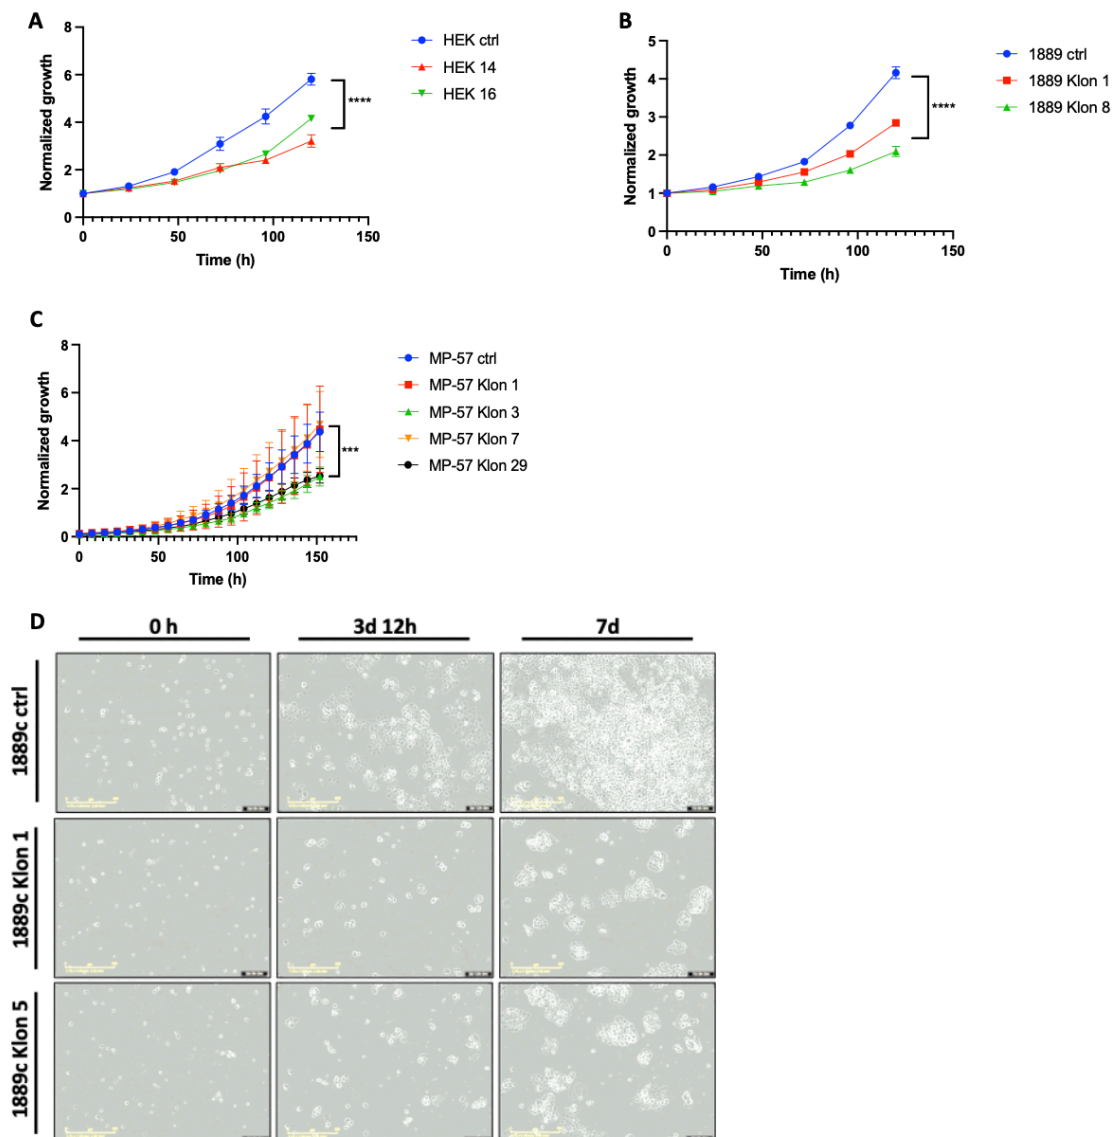 A
Normalized growth
8
6
4
2
0
0 50 100 150
Time (h)
HEK ctrl
HEK 14
HEK 16
****
B
Normalized growth
5
4
3
2
1
0
0 50 100 150
Time (h)
1889 ctrl
1889 Klon 1
1889 Klon 8
****
C
Normalized growth
8
6
4
2
0
0 50 100 150
Time (h)
MP-57 ctrl
MP-57 Klon 1
MP-57 Klon 3
MP-57 Klon 7
MP-57 Klon 29
***
D
0 h 3d 12h 7d
1889c ctrl
1889c Klon 1
1889c Klon 5